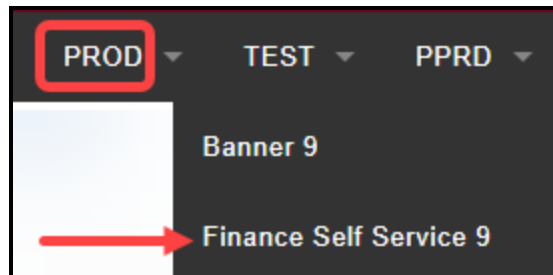 PROD TEST PPRD
Banner 9
Finance Self Service 9